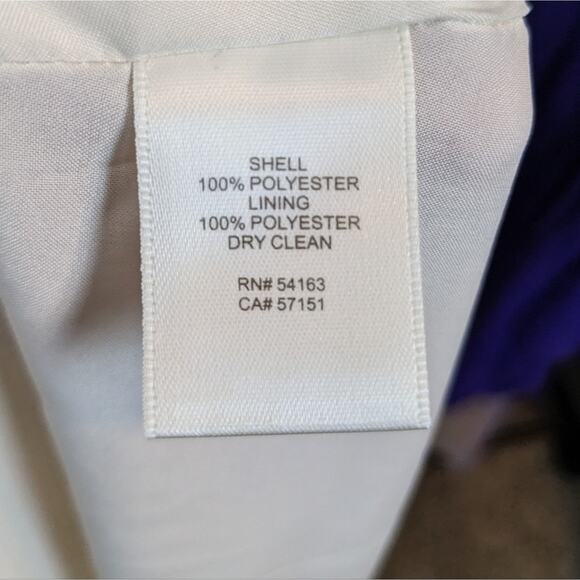 SHELL
100% POLYESTER
LINING
100% POLYESTER
DRY CLEAN
RN# 54163
CA# 57151